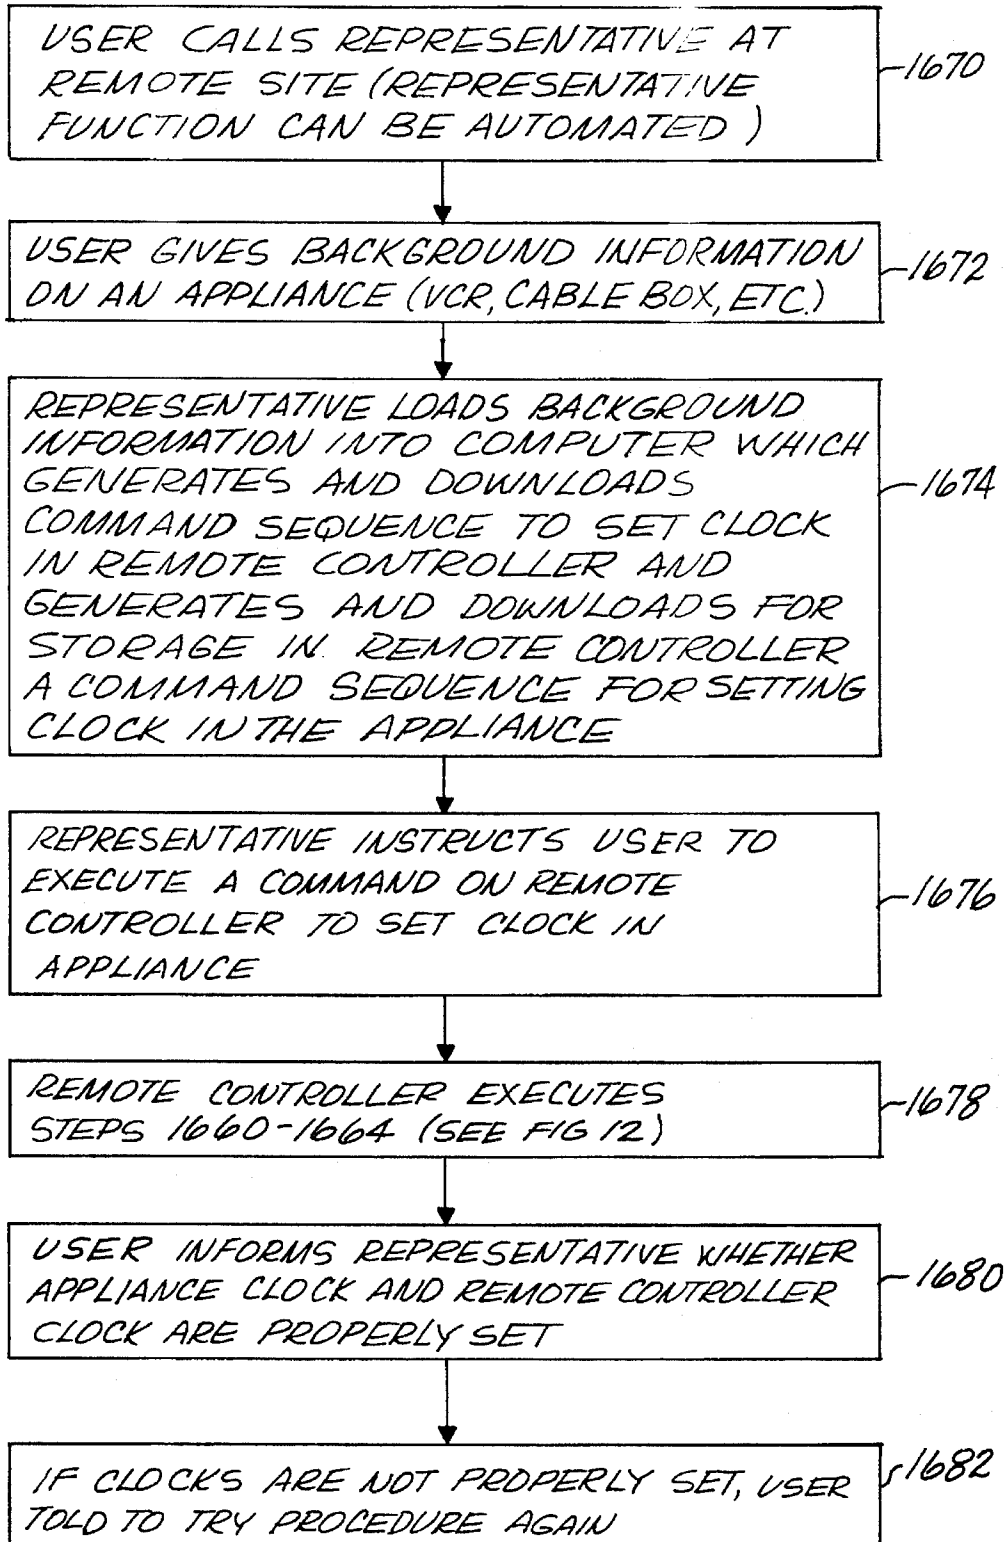 USER CALLS REPRESENTATIVE AT
REMOTE SITE (REPRESENTATIVE
FUNCTION CAN BE AUTOMATED)
1670
USER GIVES BACKGROUND INFORMATION
ON AN APPLIANCE (VCR, CABLE BOX, ETC.)
1672
REPRESENTATIVE LOADS BACKGROUND
INFORMATION INTO COMPUTER WHICH
GENERATES AND DOWNLOADS
COMMAND SEQUENCE TO SET CLOCK
IN REMOTE CONTROLLER AND
GENERATES AND DOWNLOADS FOR
STORAGE IN REMOTE CONTROLLER
A COMMAND SEQUENCE FOR SETTING
CLOCK IN THE APPLIANCE
1674
REPRESENTATIVE INSTRUCTS USER TO
EXECUTE A COMMAND ON REMOTE
CONTROLLER TO SET CLOCK IN
APPLIANCE
1676
REMOTE CONTROLLER EXECUTES
STEPS 1660-1664 (SEE FIG 12)
1678
USER INFORMS REPRESENTATIVE WHETHER
APPLIANCE CLOCK AND REMOTE CONTROLLER
CLOCK ARE PROPERLY SET
1680
IF CLOCKS ARE NOT PROPERLY SET, USER
TOLD TO TRY PROCEDURE AGAIN
1682